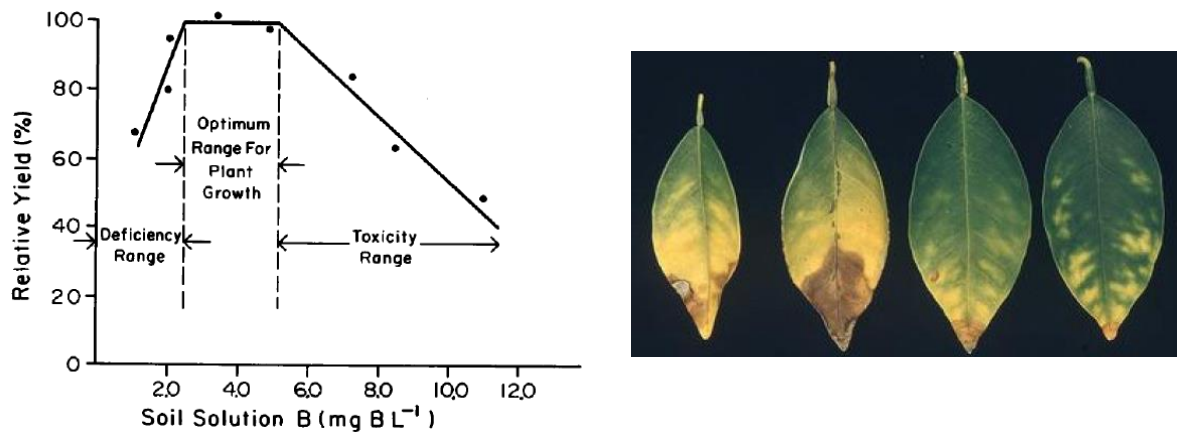 Relative Yield (%)
100
80
60
40
20
0
Optimum
Range For
Plant
Growth
Deficiency
Range
Toxicity
Range
2.0 4.0 6.0 8.0 10.0 12.0
Soil Solution B (mg B L⁻¹)